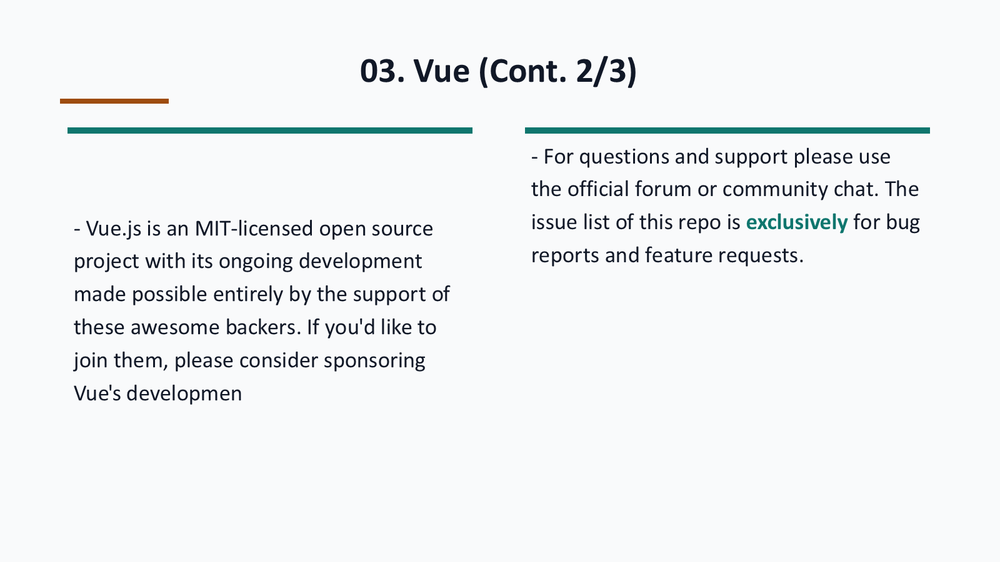 03. Vue (Cont. 2/3)
- Vue.js is an MIT-licensed open source
project with its ongoing development
made possible entirely by the support of
these awesome backers. If you'd like to
join them, please consider sponsoring
Vue's developmen
- For questions and support please use
the official forum or community chat. The
issue list of this repo is exclusively for bug
reports and feature requests.